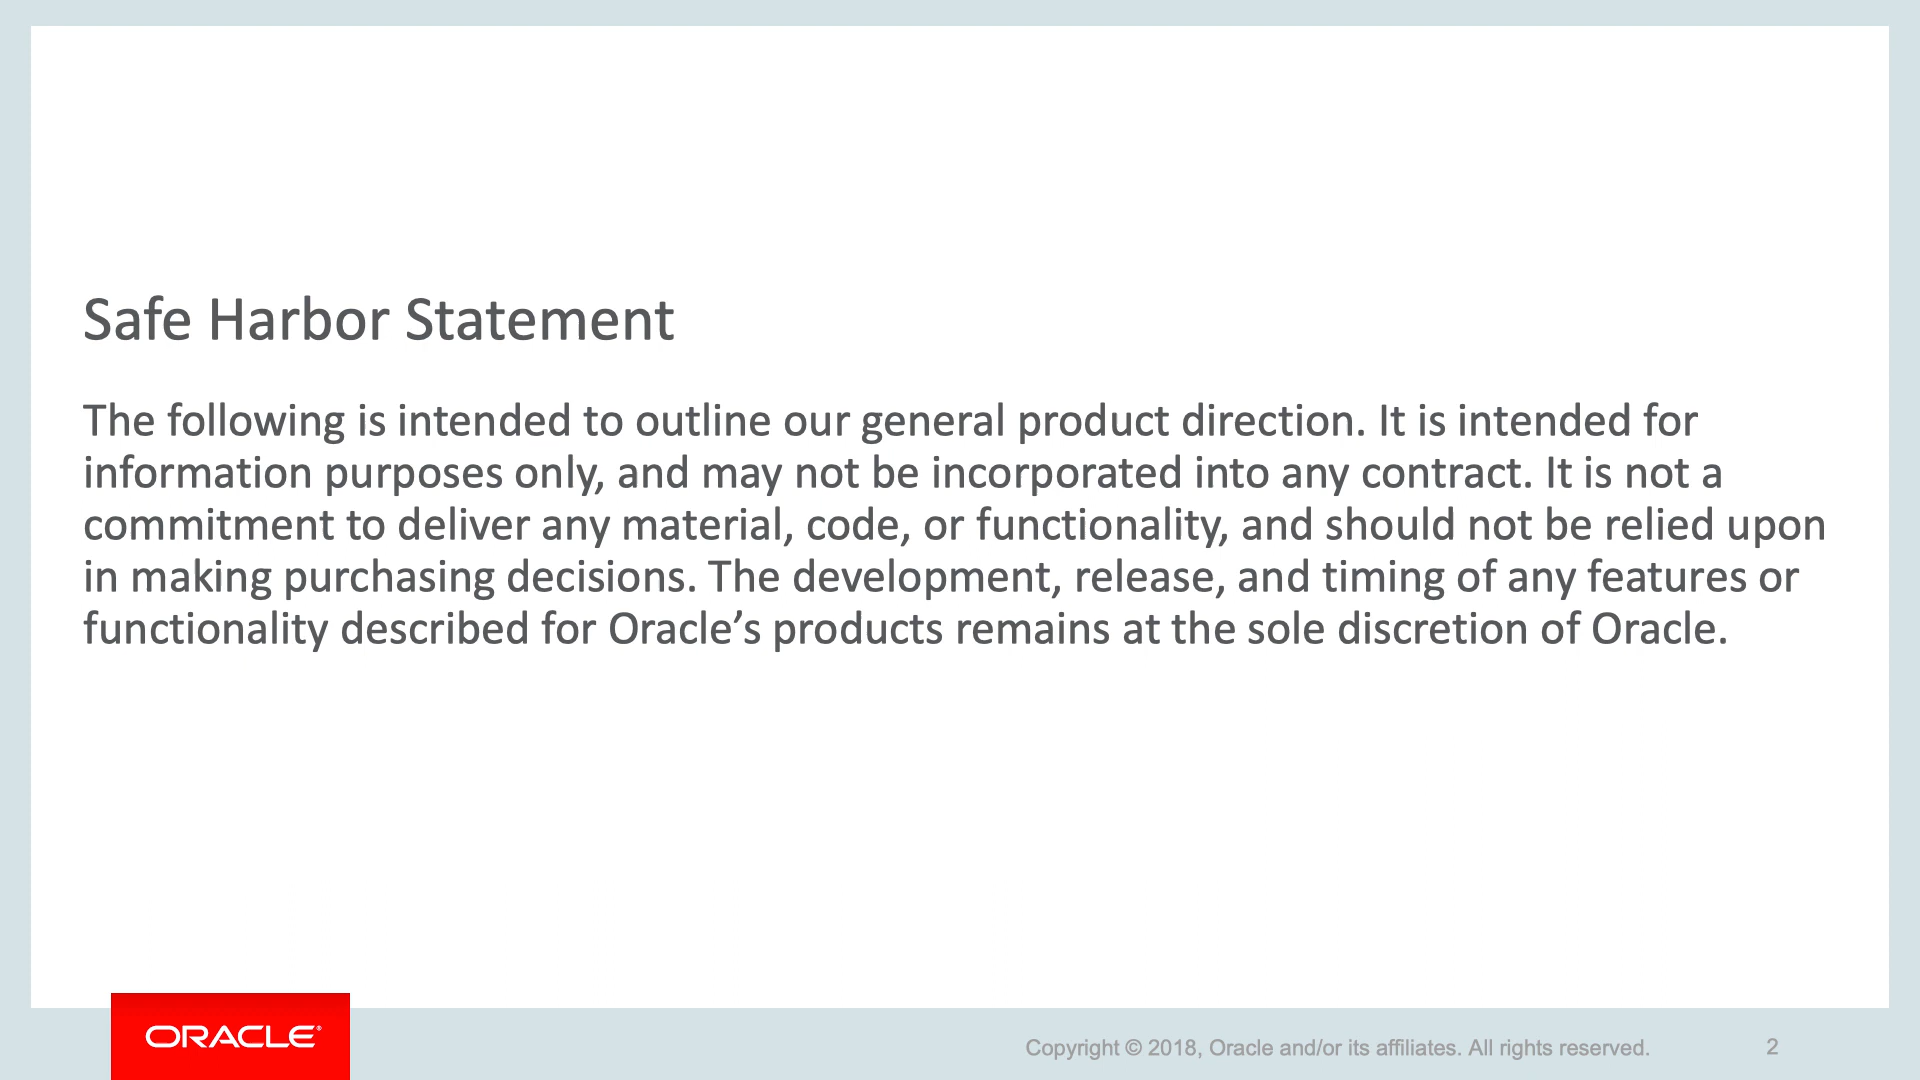 Safe Harbor Statement
The following is intended to outline our general product direction. It is intended for
information purposes only, and may not be incorporated into any contract. It is not a
commitment to deliver any material, code, or functionality, and should not be relied upon
in making purchasing decisions. The development, release, and timing of any features or
functionality described for Oracle’s products remains at the sole discretion of Oracle.
ORACLE®
Copyright © 2018, Oracle and/or its affiliates. All rights reserved.
2